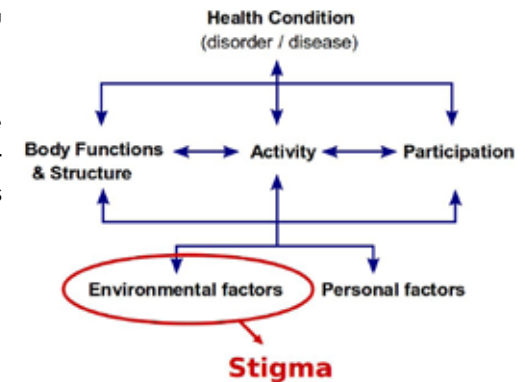 Health Condition
(disorder / disease)
Body Functions Activity Participation
& Structure
Environmental factors Personal factors
Stigma